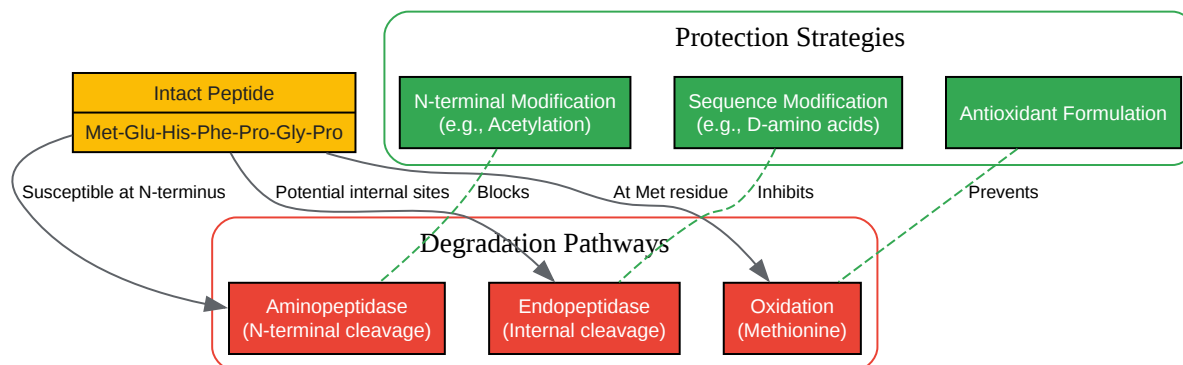 Protection Strategies
Intact Peptide
Met-Glu-His-Phe-Pro-Gly-Pro
N-terminal Modification
(e.g., Acetylation)
Sequence Modification
(e.g., D-amino acids)
Antioxidant Formulation
Susceptible at N-terminus
Potential internal sites
Blocks
At Met residue
Inhibits
Prevents
Degradation Pathways
Aminopeptidase
(N-terminal cleavage)
Endopeptidase
(Internal cleavage)
Oxidation
(Methionine)